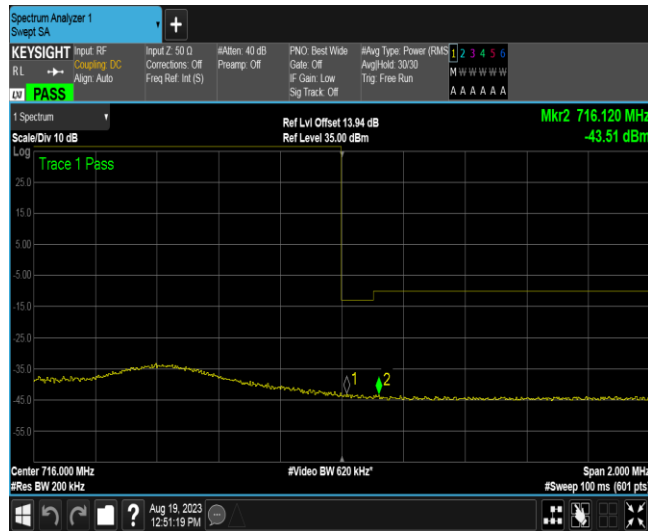 Spectrum Analyzer 1
Swept SA
+
KEYSIGHT
R L
LXI PASS
Input: RF
Coupling: DC
Align: Auto
Input Z: 50 Ω
Corrections: Off
Freq Ref: Int (S)
#Atten: 40 dB
Preamp: Off
PNO: Best Wide
Gate: Off
IF Gain: Low
Sig Track: Off
#Avg Type: Power (RMS
Avg|Hold: 30/30
Trig: Free Run
1 2 3 4 5 6
M W W W W W
A A A A A A
1 Spectrum
Scale/Div 10 dB
Ref Lvl Offset 13.94 dB
Ref Level 35.00 dBm
Mkr2 716.120 MHz
-43.51 dBm
Log
Trace 1 Pass
25.0
15.0
5.00
-5.00
-15.0
-25.0
-35.0
-45.0
-55.0
1
2
Center 716.000 MHz
#Res BW 200 kHz
#Video BW 620 kHz*
Span 2.000 MHz
#Sweep 100 ms (601 pts)
?
Aug 19, 2023
12:51:19 PM